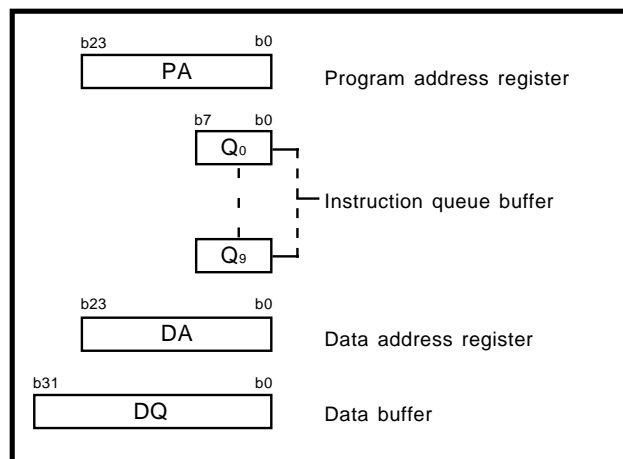 b23 b0
PA Program address register
b7 b0
Q0
Instruction queue buffer
Q9
b23 b0
DA Data address register
b31 b0
DQ Data buffer